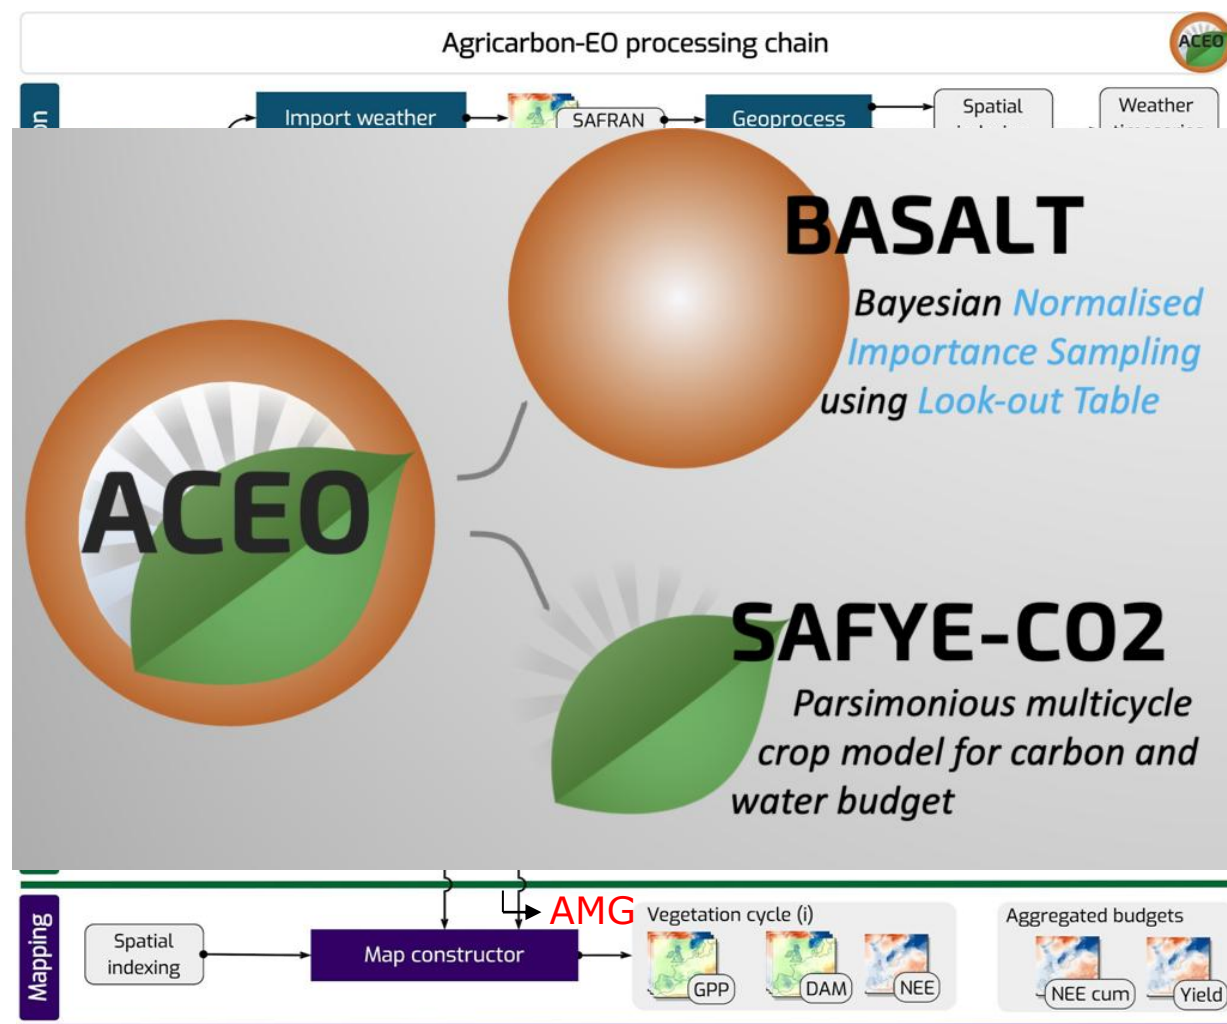 Agricarbon-EO processing chain
ACEO
Import weather
SAFRAN
Geoprocess
Spatial
Weather
BASALT
Bayesian Normalised
Importance Sampling
using Look-out Table
ACEO
SAFYE-CO2
Parsimonious multicycle
crop model for carbon and
water budget
Mapping
Spatial
indexing
Map constructor
AMG
Vegetation cycle (i)
GPP
DAM
NEE
Aggregated budgets
NEE cum
Yield